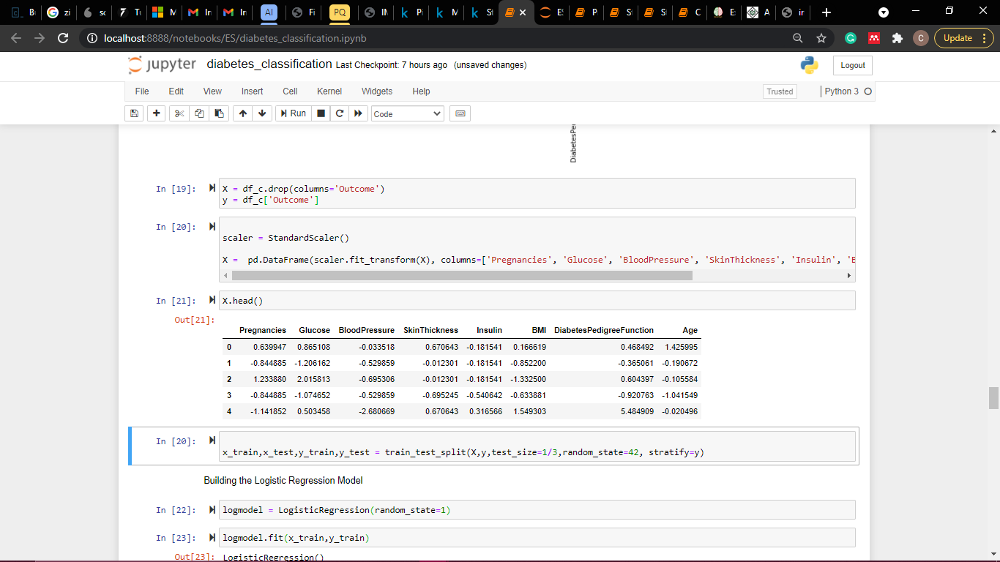 B
zi
sc
Tu
M
In
In
AI
Fi
PQ
IN
Pi
M
St
ES
P
St
St
C
E
A
ir
localhost:8888/notebooks/ES/diabetes_classification.ipynb
C
Update
jupyter diabetes_classification Last Checkpoint: 7 hours ago (unsaved changes)
Logout
File Edit View Insert Cell Kernel Widgets Help
Trusted
Python 3
Run
Code
DiabetesPe
In [19]:
X = df_c.drop(columns='Outcome')
y = df_c['Outcome']
In [20]:
scaler = StandardScaler()
X =  pd.DataFrame(scaler.fit_transform(X), columns=['Pregnancies', 'Glucose', 'BloodPressure', 'SkinThickness', 'Insulin', 'B
In [21]:
X.head()
Out[21]:
Pregnancies Glucose BloodPressure SkinThickness Insulin BMI DiabetesPedigreeFunction Age
0 0.639947 0.865108 -0.033518 0.670643 -0.181541 0.166619 0.468492 1.425995
1 -0.844885 -1.206162 -0.529859 -0.012301 -0.181541 -0.852200 -0.365061 -0.190672
2 1.233880 2.015813 -0.695306 -0.012301 -0.181541 -1.332500 0.604397 -0.105584
3 -0.844885 -1.074652 -0.529859 -0.695245 -0.540642 -0.633881 -0.920763 -1.041549
4 -1.141852 0.503458 -2.680669 0.670643 0.316566 1.549303 5.484909 -0.020496
In [20]:
x_train,x_test,y_train,y_test = train_test_split(X,y,test_size=1/3,random_state=42, stratify=y)
Building the Logistic Regression Model
In [22]:
logmodel = LogisticRegression(random_state=1)
In [23]:
logmodel.fit(x_train,y_train)
Out[23]:
LogisticRegression()